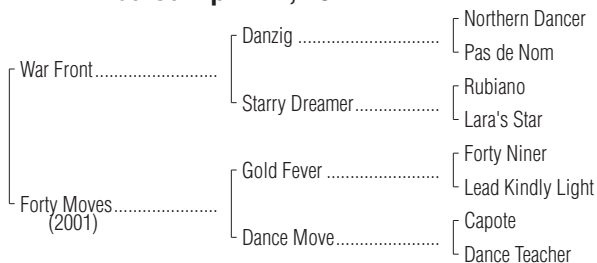 Northern Dancer
Danzig ..............................
Pas de Nom
War Front..........................
Rubiano
Starry Dreamer..................
Lara's Star
Forty Niner
Gold Fever ........................
Lead Kindly Light
Forty Moves......................
(2001)
Capote
Dance Move......................
Dance Teacher